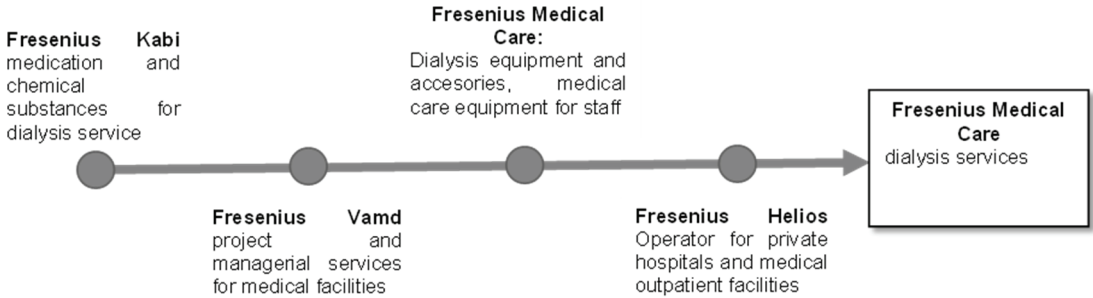 Fresenius Kabi
medication and
chemical
substances for
dialysis service
Fresenius Vamd
project and
managerial services
for medical facilities
Fresenius Medical
Care:
Dialysis equipment and
accesories, medical
care equipment for staff
Fresenius Helios
Operator for private
hospitals and medical
outpatient facilities
Fresenius Medical
Care
dialysis services